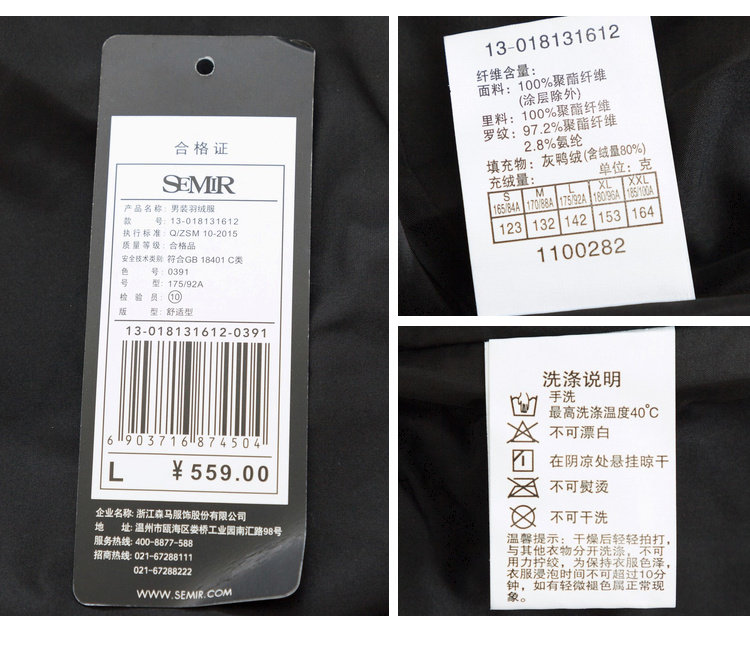 合格证
SEMIR
产品名称: 男装羽绒服
款 号: 13-018131612
执行标准: Q/ZSM 10-2015
质量等级: 合格品
安全技术类别: 符合GB 18401 C类
色 号: 0391
号 型: 175/92A
检 验 员: 10
版 型: 舒适型
13-018131612-0391
6 903716 874504
L ¥ 559.00
企业名称: 浙江森马服饰股份有限公司
地 址: 温州市瓯海区娄桥工业园南汇路98号
服务热线: 400-8877-588
招商热线: 021-67288111
021-67288222
WWW.SEMIR.COM
13-018131612
纤维含量:
面料: 100%聚酯纤维
(涂层除外)
里料: 100%聚酯纤维
罗纹: 97.2%聚酯纤维
2.8%氨纶
填充物: 灰鸭绒(含绒量80%)
充绒量: 单位: 克
S M L XL XXL
165/84A 170/88A 175/92A 180/96A 185/100A
123 132 142 153 164
1100282
洗涤说明
手洗
最高洗涤温度40℃
不可漂白
在阴凉处悬挂晾干
不可熨烫
不可干洗
温馨提示: 干燥后轻轻拍打,
与其他衣物分开洗涤, 不可
用力拧绞, 为保持衣服色泽,
衣服浸泡时间不可超过10分
钟, 如有轻微褪色属正常现
象。